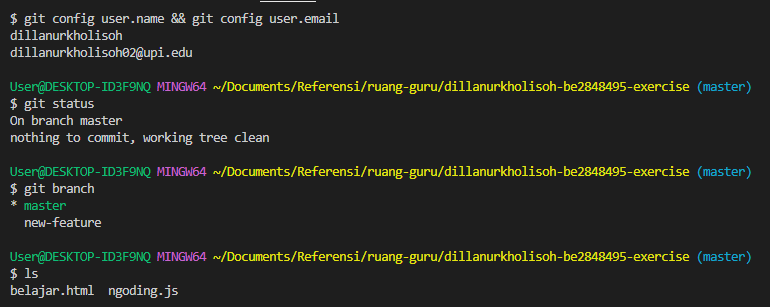 $ git config user.name && git config user.email
dillanurkholisoh
dillanurkholisoh02@upi.edu
User@DESKTOP-ID3F9NQ MINGW64 ~/Documents/Referensi/ruang-guru/dillanurkholisoh-be2848495-exercise (master)
$ git status
On branch master
nothing to commit, working tree clean
User@DESKTOP-ID3F9NQ MINGW64 ~/Documents/Referensi/ruang-guru/dillanurkholisoh-be2848495-exercise (master)
$ git branch
* master
  new-feature
User@DESKTOP-ID3F9NQ MINGW64 ~/Documents/Referensi/ruang-guru/dillanurkholisoh-be2848495-exercise (master)
$ ls
belajar.html  ngoding.js